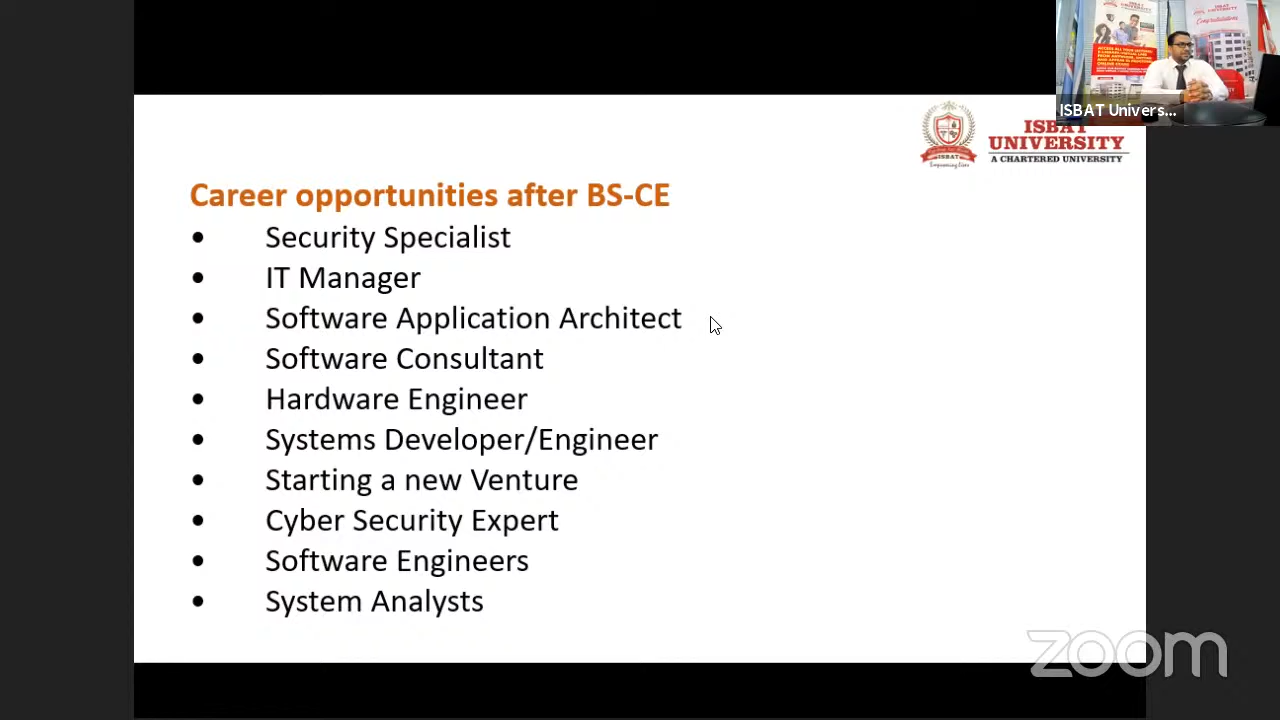 ISBAT Univers...
ISBAT
UNIVERSITY
A CHARTERED UNIVERSITY
ISBAT
Career opportunities after BS-CE
• Security Specialist
• IT Manager
• Software Application Architect
• Software Consultant
• Hardware Engineer
• Systems Developer/Engineer
• Starting a new Venture
• Cyber Security Expert
• Software Engineers
• System Analysts
zoom